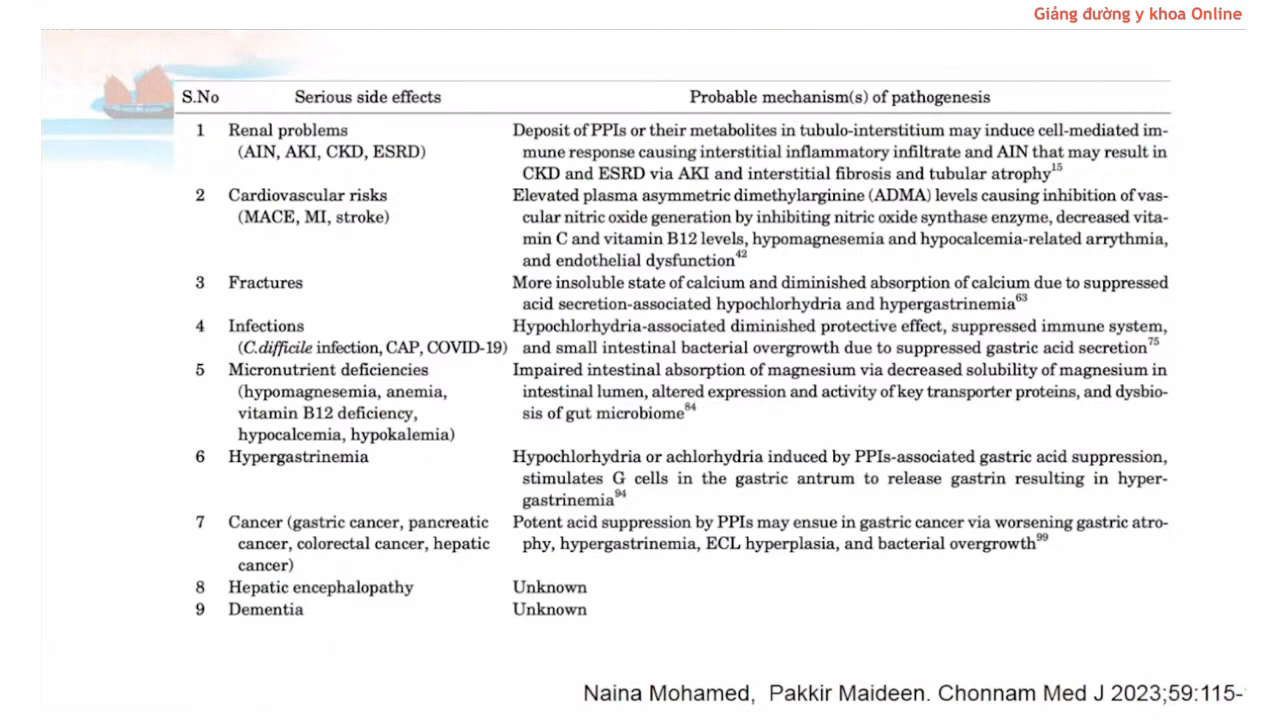 Giảng đường y khoa Online
S.No Serious side effects Probable mechanism(s) of pathogenesis
1 Renal problems Deposit of PPIs or their metabolites in tubulo-interstitium may induce cell-mediated im-
(AIN, AKI, CKD, ESRD) mune response causing interstitial inflammatory infiltrate and AIN that may result in
CKD and ESRD via AKI and interstitial fibrosis and tubular atrophy15
2 Cardiovascular risks Elevated plasma asymmetric dimethylarginine (ADMA) levels causing inhibition of vas-
(MACE, MI, stroke) cular nitric oxide generation by inhibiting nitric oxide synthase enzyme, decreased vita-
min C and vitamin B12 levels, hypomagnesemia and hypocalcemia-related arrythmia,
and endothelial dysfunction42
3 Fractures More insoluble state of calcium and diminished absorption of calcium due to suppressed
acid secretion-associated hypochlorhydria and hypergastrinemia63
4 Infections Hypochlorhydria-associated diminished protective effect, suppressed immune system,
(C.difficile infection, CAP, COVID-19) and small intestinal bacterial overgrowth due to suppressed gastric acid secretion75
5 Micronutrient deficiencies Impaired intestinal absorption of magnesium via decreased solubility of magnesium in
(hypomagnesemia, anemia, intestinal lumen, altered expression and activity of key transporter proteins, and dysbio-
vitamin B12 deficiency, sis of gut microbiome84
hypocalcemia, hypokalemia)
6 Hypergastrinemia Hypochlorhydria or achlorhydria induced by PPIs-associated gastric acid suppression,
stimulates G cells in the gastric antrum to release gastrin resulting in hyper-
gastrinemia94
7 Cancer (gastric cancer, pancreatic Potent acid suppression by PPIs may ensue in gastric cancer via worsening gastric atro-
cancer, colorectal cancer, hepatic phy, hypergastrinemia, ECL hyperplasia, and bacterial overgrowth99
cancer)
8 Hepatic encephalopathy Unknown
9 Dementia Unknown
Naina Mohamed, Pakkir Maideen. Chonnam Med J 2023;59:115-